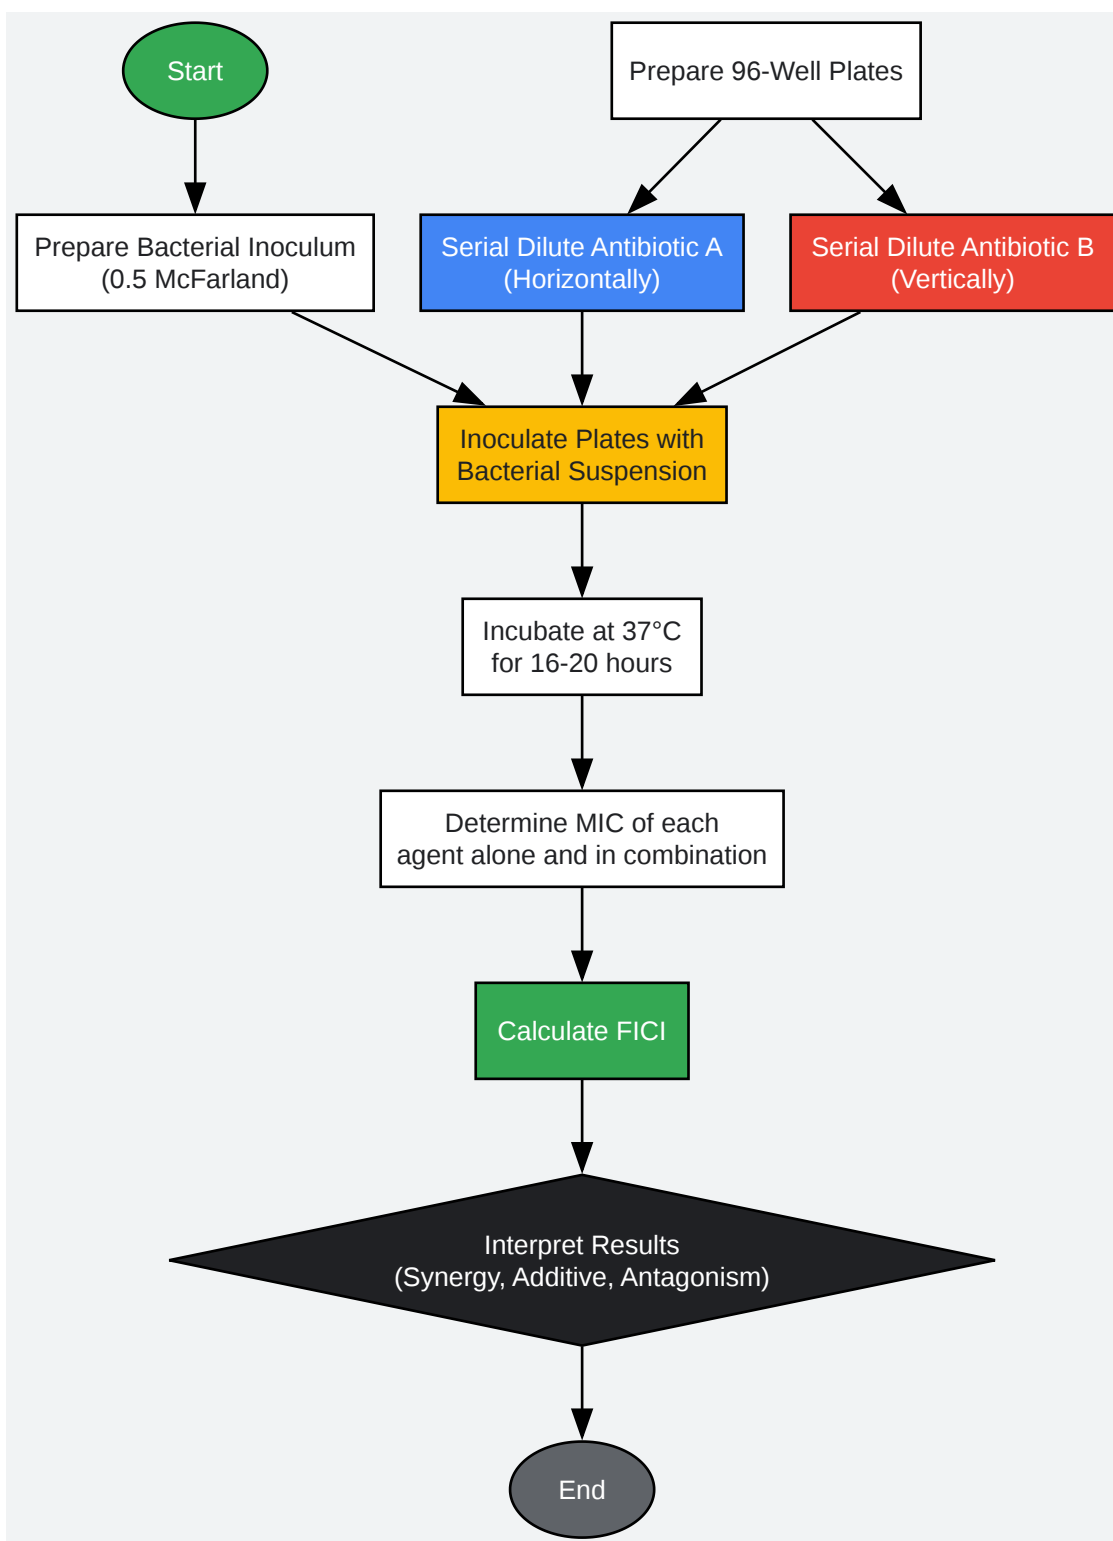 Start
Prepare 96-Well Plates
Prepare Bacterial Inoculum
(0.5 McFarland)
Serial Dilute Antibiotic A
(Horizontally)
Serial Dilute Antibiotic B
(Vertically)
Inoculate Plates with
Bacterial Suspension
Incubate at 37°C
for 16-20 hours
Determine MIC of each
agent alone and in combination
Calculate FICI
Interpret Results
(Synergy, Additive, Antagonism)
End